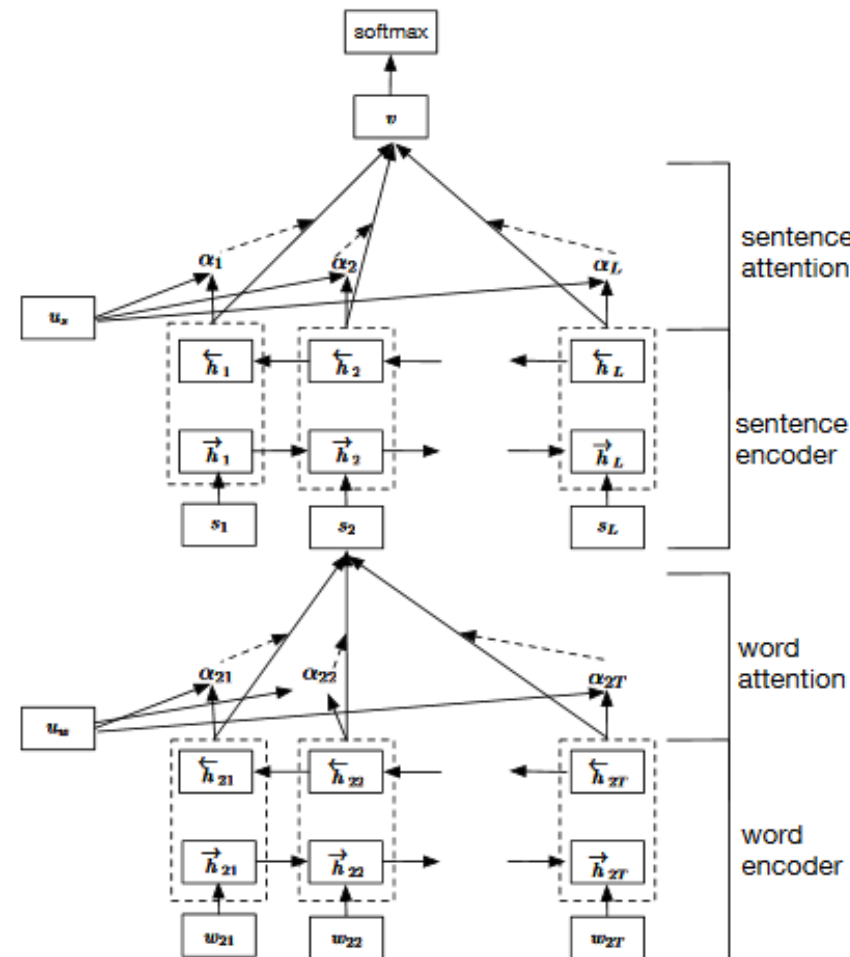 softmax
v
sentence
attention
α1 α2 αL
us
←h1 ←h2 ←hL
sentence
encoder
→h1 →h2 →hL
s1 s2 sL
word
attention
α21 α22 α2T
uw
←h21 ←h22 ←h2T
word
encoder
→h21 →h22 →h2T
w21 w22 w2T